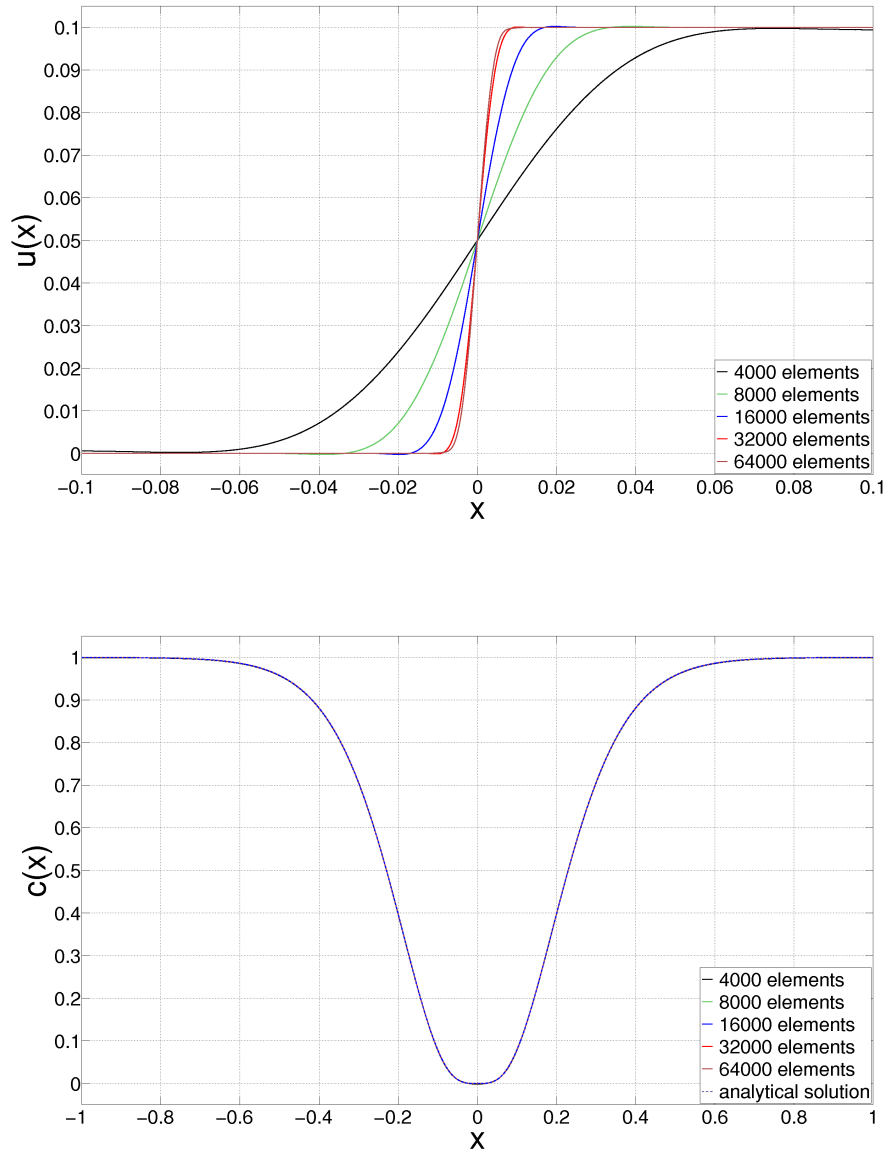 0.1
0.09
0.08
0.07
0.06
0.05
0.04
0.03
0.02
0.01
0
u(x)
4000 elements
8000 elements
16000 elements
32000 elements
64000 elements
−0.1 −0.08 −0.06 −0.04 −0.02 0 0.02 0.04 0.06 0.08 0.1
x
1
0.9
0.8
0.7
0.6
0.5
0.4
0.3
0.2
0.1
0
c(x)
4000 elements
8000 elements
16000 elements
32000 elements
64000 elements
analytical solution
−1 −0.8 −0.6 −0.4 −0.2 0 0.2 0.4 0.6 0.8 1
x